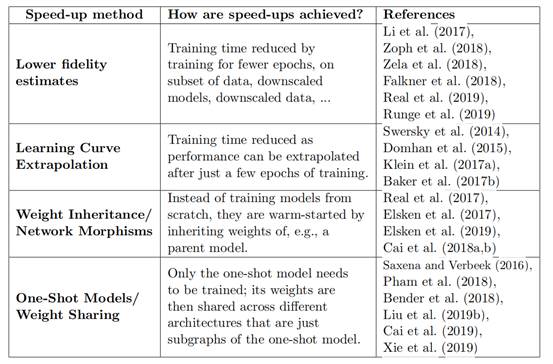 Speed-up method How are speed-ups achieved? References
Lower fidelity
estimates
Training time reduced by
training for fewer epochs, on
subset of data, downscaled
models, downscaled data, ...
Li et al. (2017),
Zoph et al. (2018),
Zela et al. (2018),
Falkner et al. (2018),
Real et al. (2019),
Runge et al. (2019)
Learning Curve
Extrapolation
Training time reduced as
performance can be extrapolated
after just a few epochs of training.
Swersky et al. (2014),
Domhan et al. (2015),
Klein et al. (2017a),
Baker et al. (2017b)
Weight Inheritance/
Network Morphisms
Instead of training models from
scratch, they are warm-started by
inheriting weights of, e.g., a
parent model.
Real et al. (2017),
Elsken et al. (2017),
Elsken et al. (2019),
Cai et al. (2018a,b)
One-Shot Models/
Weight Sharing
Only the one-shot model needs
to be trained; its weights are
then shared across different
architectures that are just
subgraphs of the one-shot model.
Saxena and Verbeek (2016),
Pham et al. (2018),
Bender et al. (2018),
Liu et al. (2019b),
Cai et al. (2019),
Xie et al. (2019)